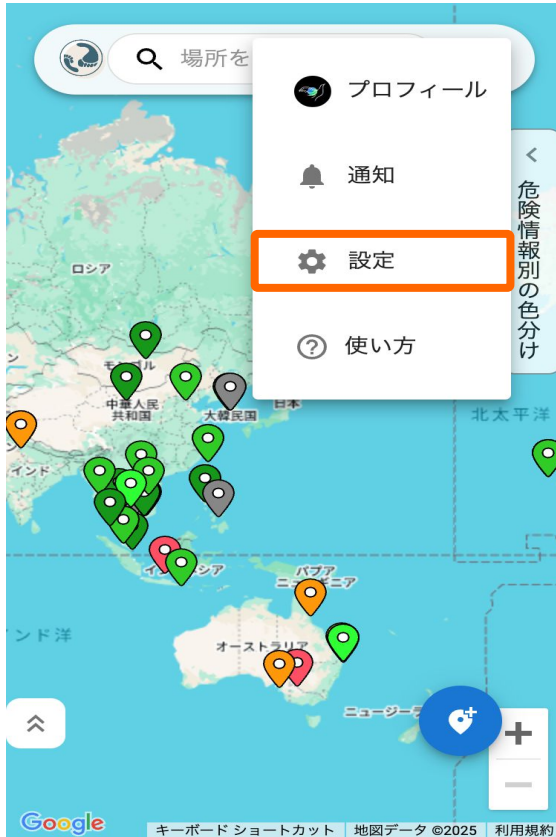 場所を
プロフィール
通知
設定
使い方
危険情報別の色分け
ロシア
モンゴル
中華人民
共和国
大韓民国
日本
北太平洋
インド
インドネシア
パプア
ニューギニア
インド洋
オーストラリア
ニュージーラ
Google
キーボード ショートカット
地図データ ©2025
利用規約